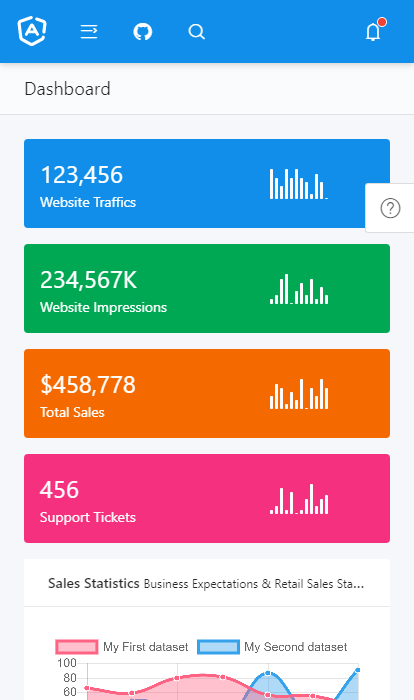 Dashboard
123,456
Website Traffics
234,567K
Website Impressions
$458,778
Total Sales
456
Support Tickets
Sales Statistics Business Expectations & Retail Sales Sta...
My First dataset My Second dataset
100
80
60